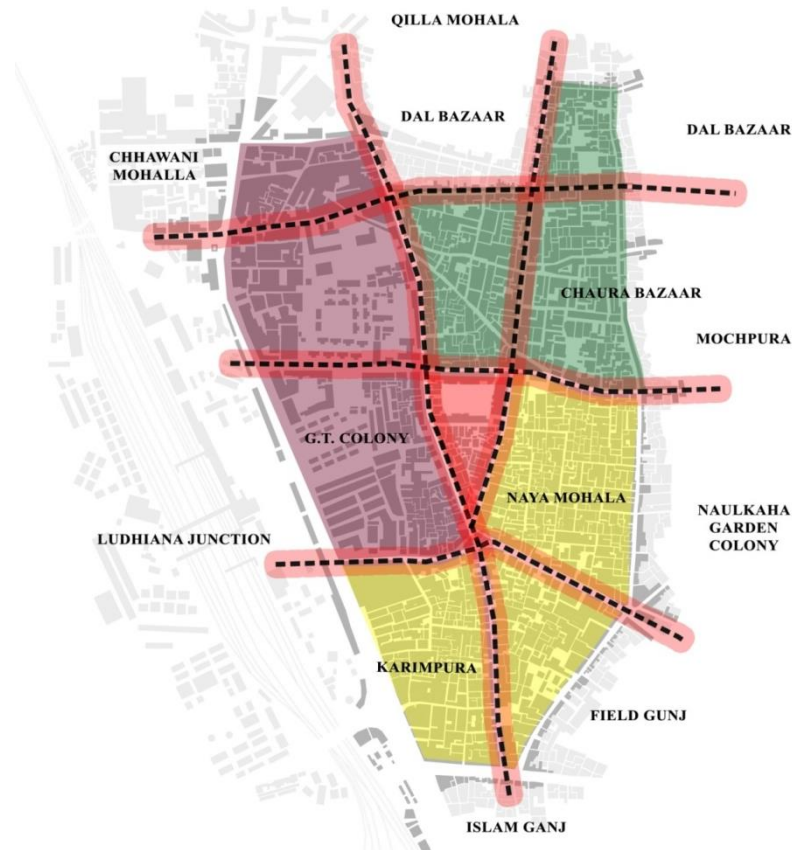 QILLA MOHALA
DAL BAZAAR
DAL BAZAAR
CHHAWANI
MOHALLA
CHAURA BAZAAR
MOCHPURA
G.T. COLONY
NAYA MOHALA
NAULKAHA
GARDEN
COLONY
LUDHIANA JUNCTION
KARIMPURA
FIELD GUNJ
ISLAM GANJ